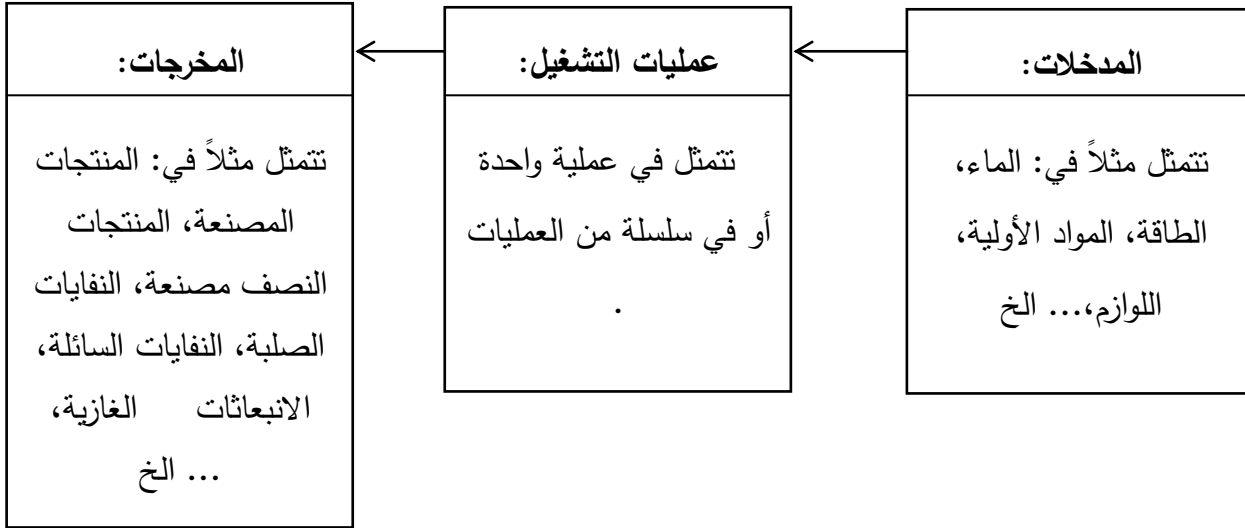 المدخلات:
تتمثل مثلاً في: الماء،
الطاقة، المواد الأولية،
اللوازم،... الخ
عمليات التشغيل:
تتمثل في عملية واحدة
أو في سلسلة من العمليات
.
المخرجات:
تتمثل مثلاً في: المنتجات
المصنعة، المنتجات
النصف مصنعة، النفايات
الصلبة، النفايات السائلة،
الانبعاثات الغازية،
... الخ